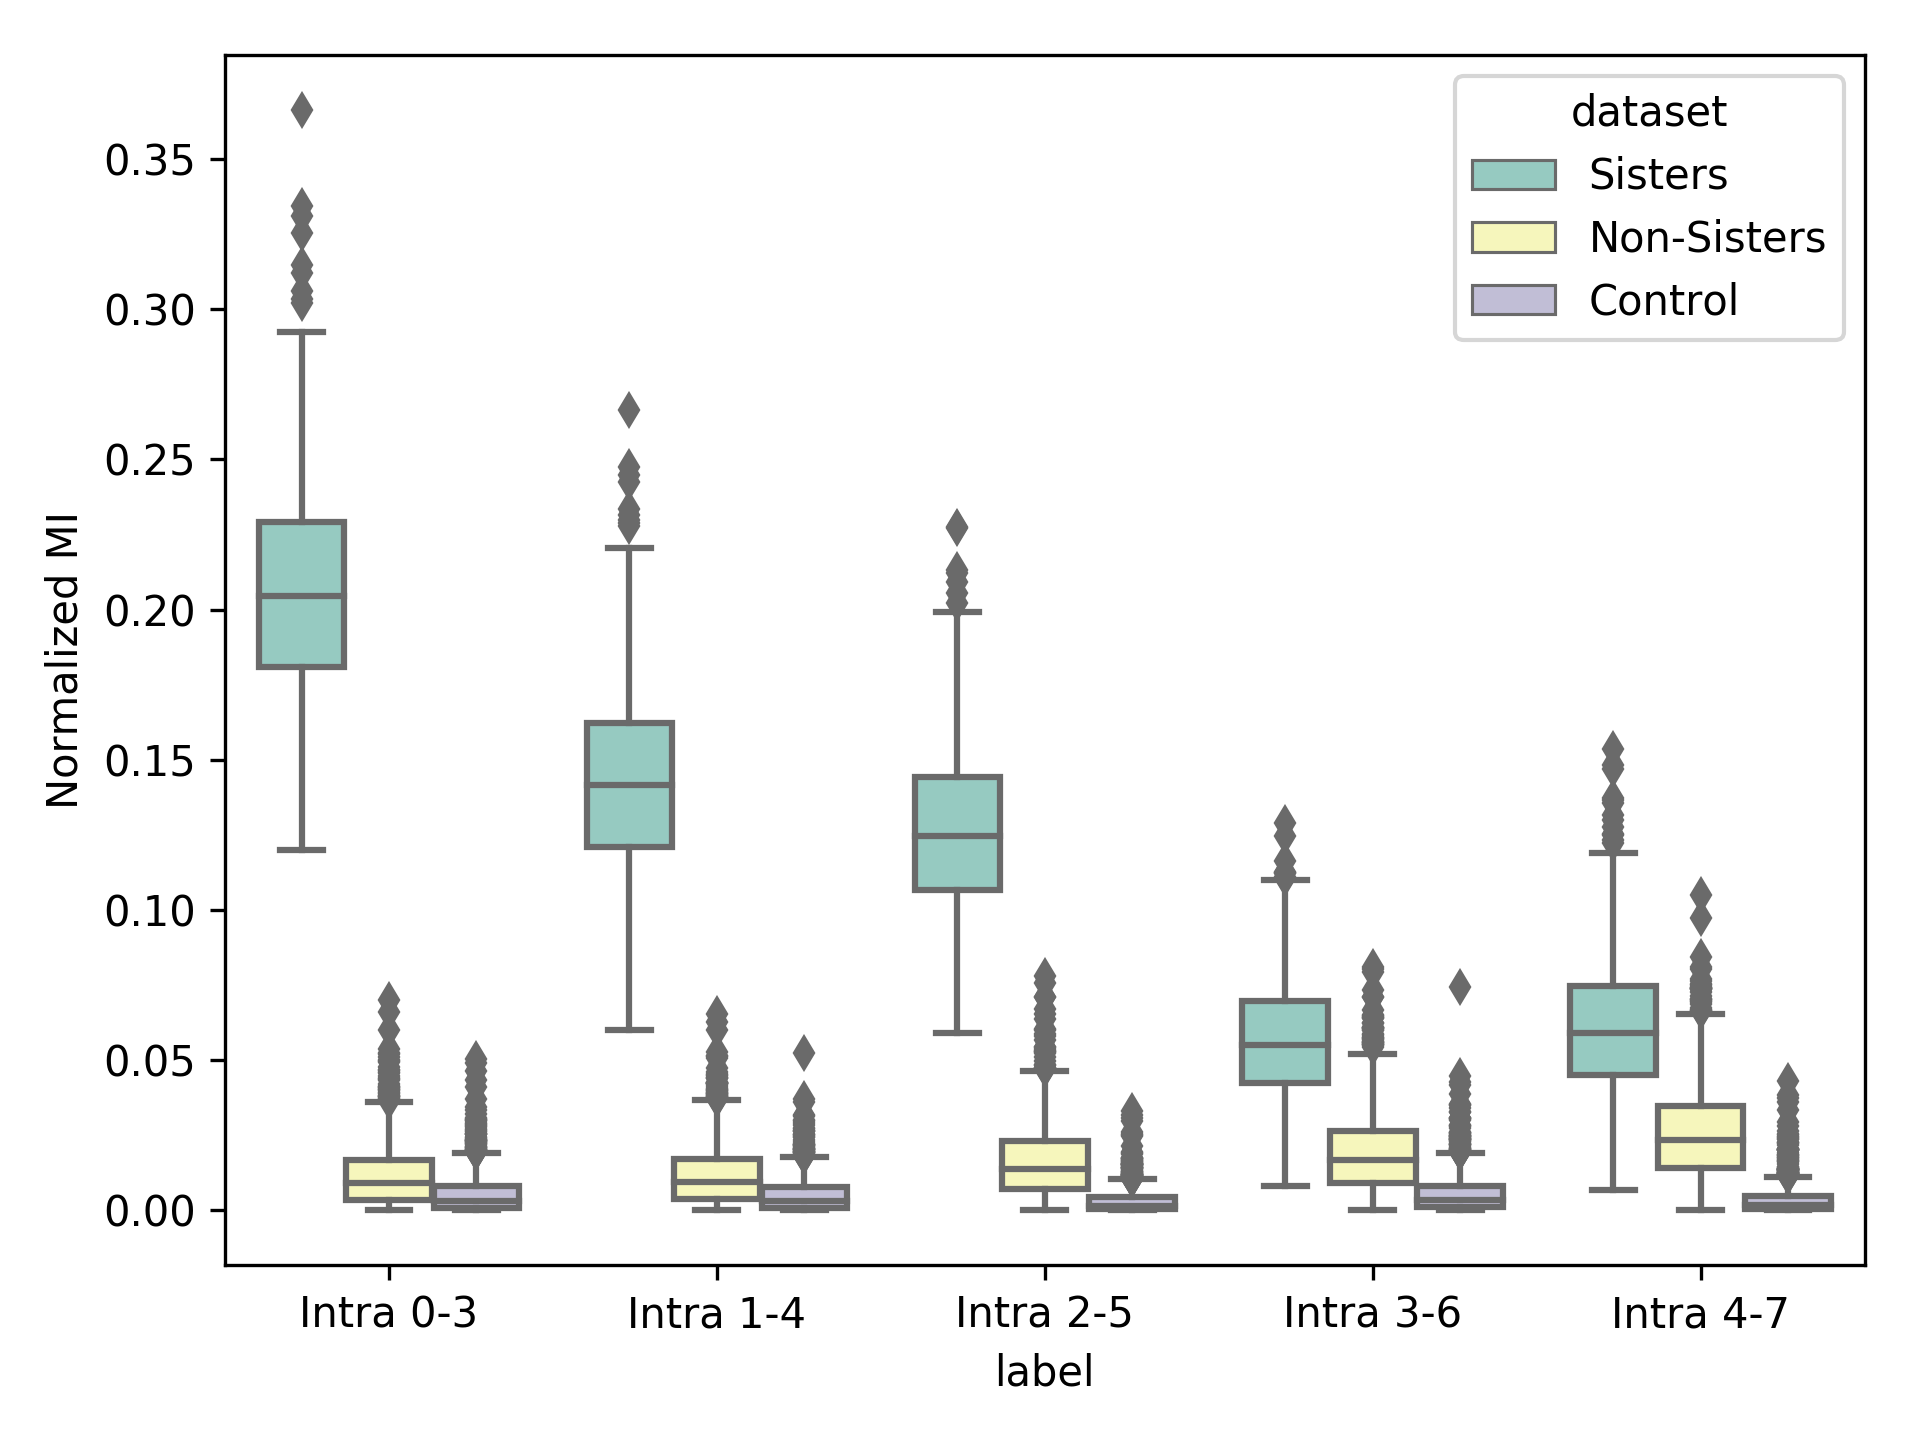 dataset
Sisters
Non-Sisters
Control
0.35
0.30
0.25
0.20
0.15
0.10
0.05
0.00
Normalized MI
Intra 0-3
Intra 1-4
Intra 2-5
Intra 3-6
Intra 4-7
label